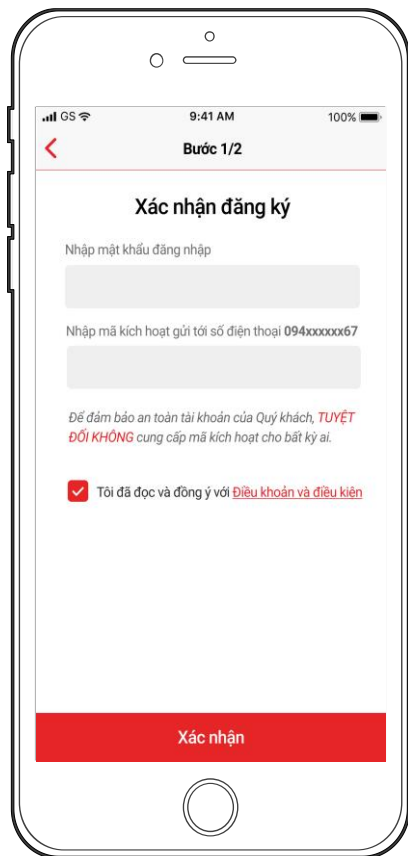 GS 9:41 AM 100%
Bước 1/2
Xác nhận đăng ký
Nhập mật khẩu đăng nhập
Nhập mã kích hoạt gửi tới số điện thoại 094xxxxxx67
Để đảm bảo an toàn tài khoản của Quý khách, TUYỆT
ĐỐI KHÔNG cung cấp mã kích hoạt cho bất kỳ ai.
Tôi đã đọc và đồng ý với Điều khoản và điều kiện
Xác nhận